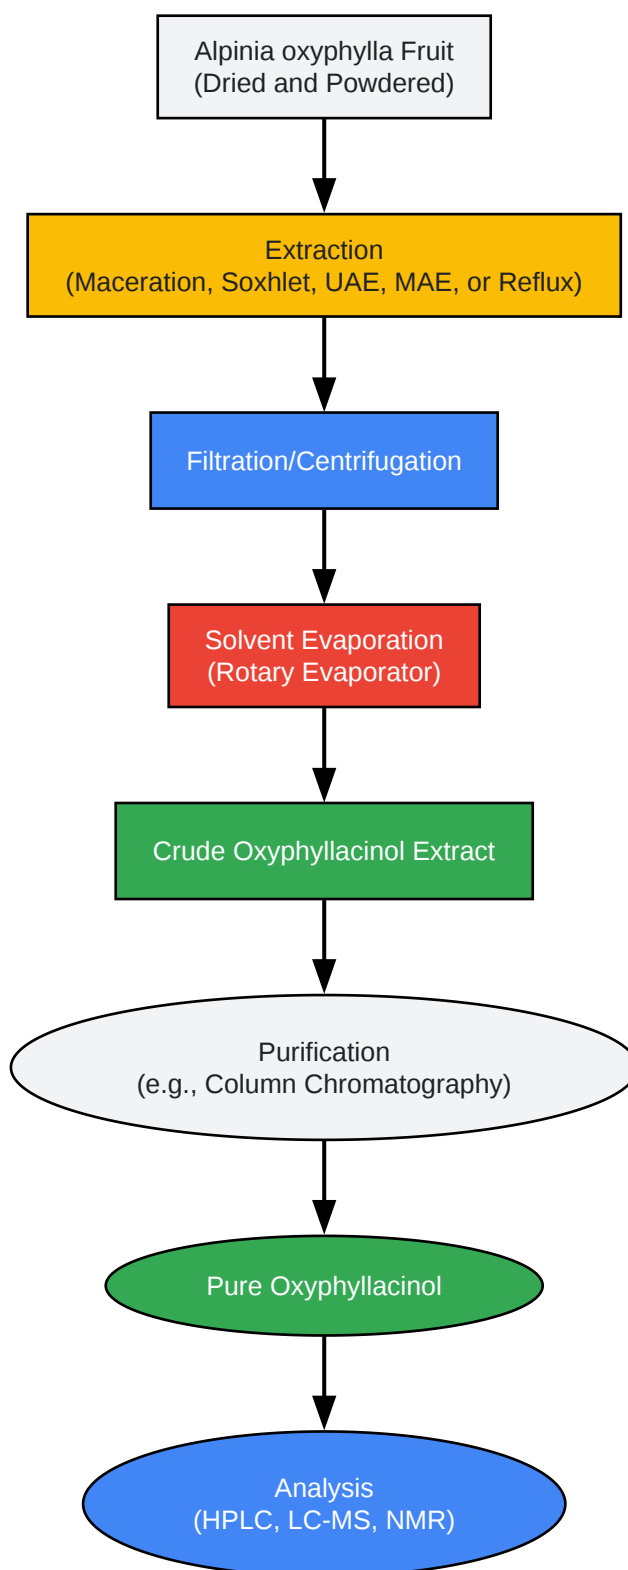 Alpinia oxyphylla Fruit
(Dried and Powdered)
Extraction
(Maceration, Soxhlet, UAE, MAE, or Reflux)
Filtration/Centrifugation
Solvent Evaporation
(Rotary Evaporator)
Crude Oxyphyllacinol Extract
Purification
(e.g., Column Chromatography)
Pure Oxyphyllacinol
Analysis
(HPLC, LC-MS, NMR)